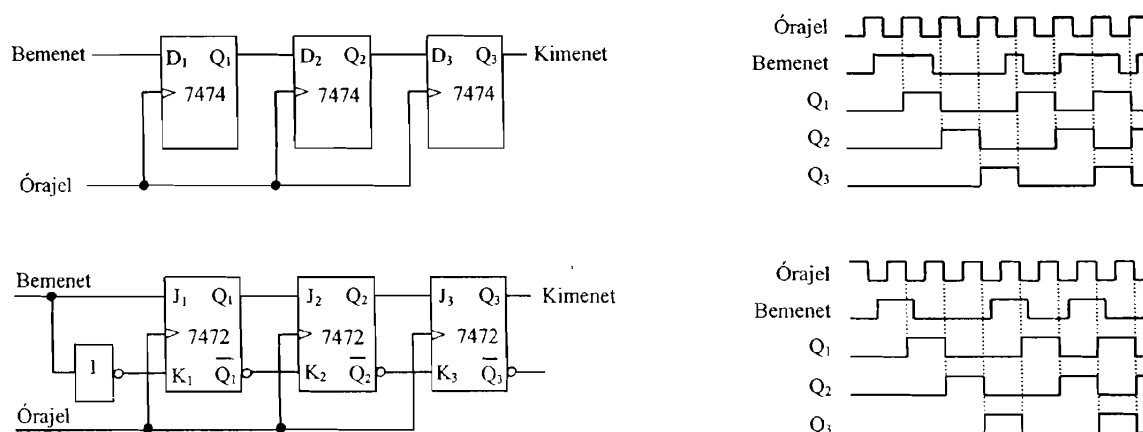 Bemenet D₁ Q₁ D₂ Q₂ D₃ Q₃ Kimenet
7474 7474 7474
Órajel
Órajel
Bemenet
Q₁
Q₂
Q₃
Bemenet
J₁ Q₁ J₂ Q₂ J₃ Q₃ Kimenet
7472 7472 7472
1 K₁ Q̅₁ K₂ Q̅₂ K₃ Q̅₃
Órajel
Órajel
Bemenet
Q₁
Q₂
Q₃